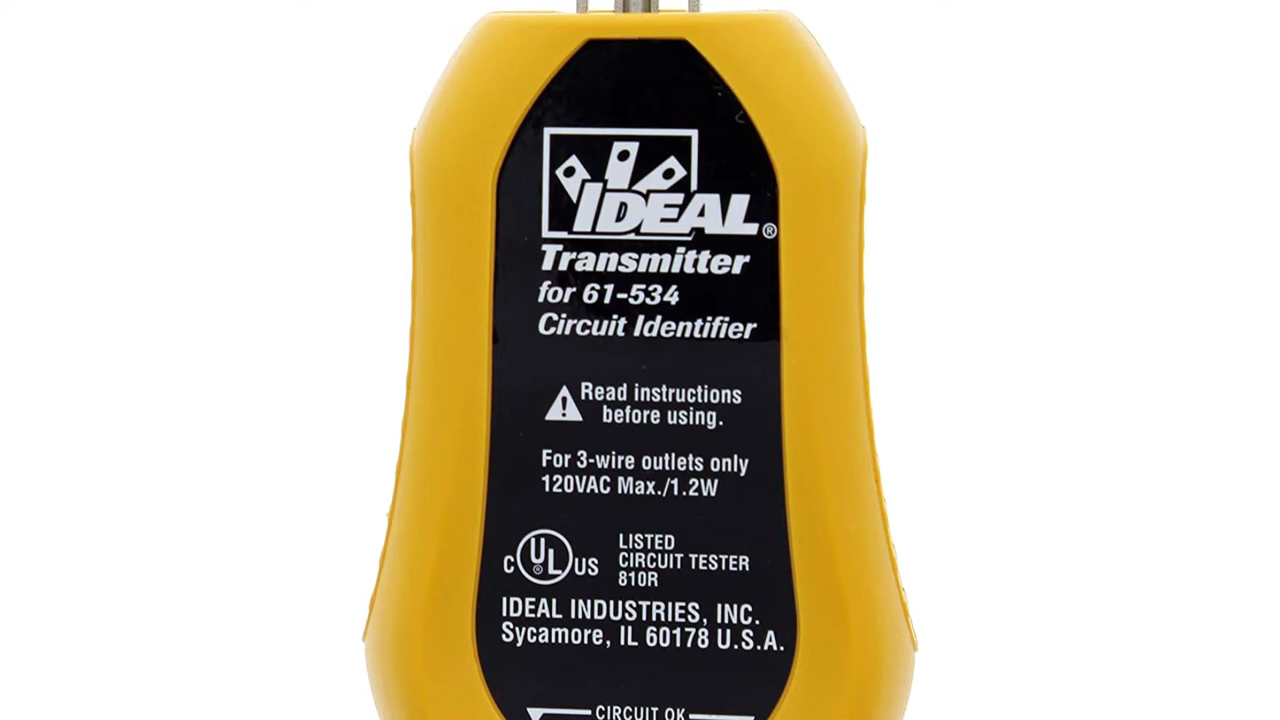 IDEAL®
Transmitter
for 61-534
Circuit Identifier
Read instructions
before using.
For 3-wire outlets only
120VAC Max./1.2W
C UL® US
LISTED
CIRCUIT TESTER
810R
IDEAL INDUSTRIES, INC.
Sycamore, IL 60178 U.S.A.
CIRCUIT OK